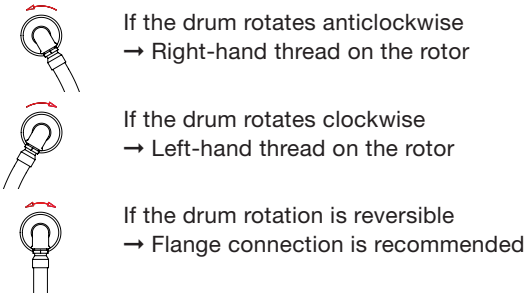 If the drum rotates anticlockwise
→ Right-hand thread on the rotor
If the drum rotates clockwise
→ Left-hand thread on the rotor
If the drum rotation is reversible
→ Flange connection is recommended